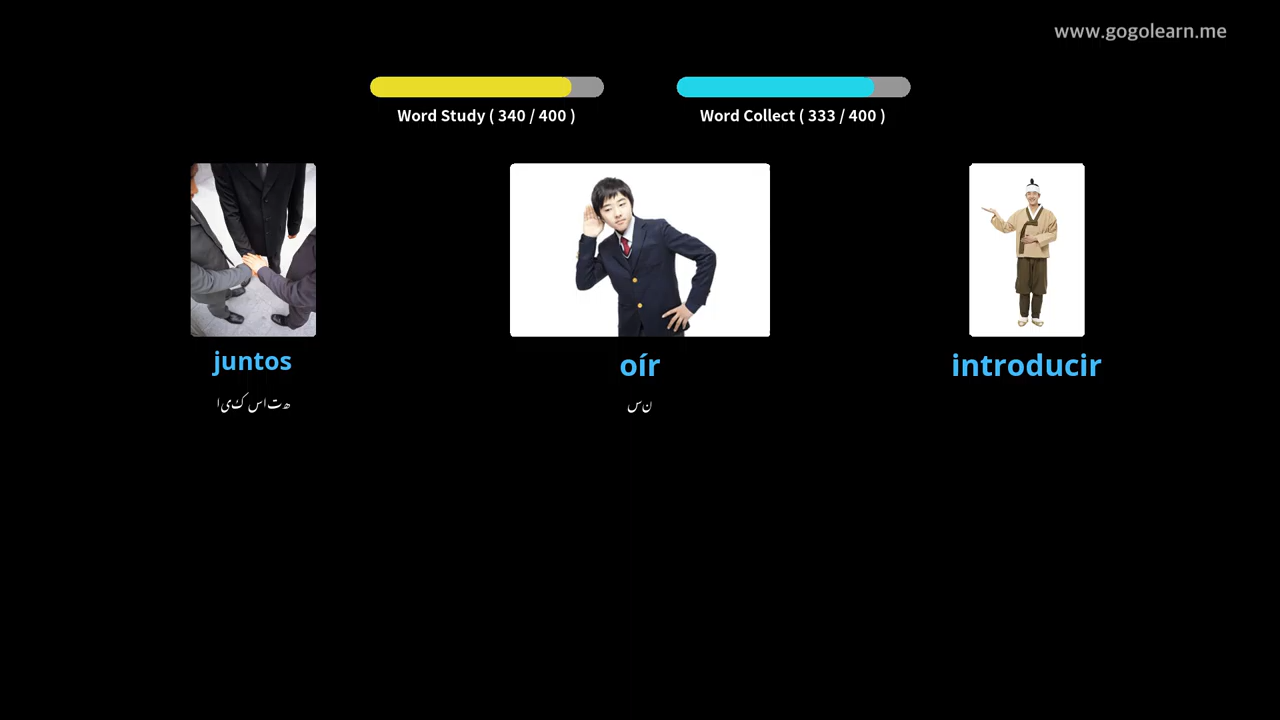 www.gogolearn.me
Word Study ( 340 / 400 )
Word Collect ( 333 / 400 )
juntos
ایک ساتھ
oír
سن
introducir